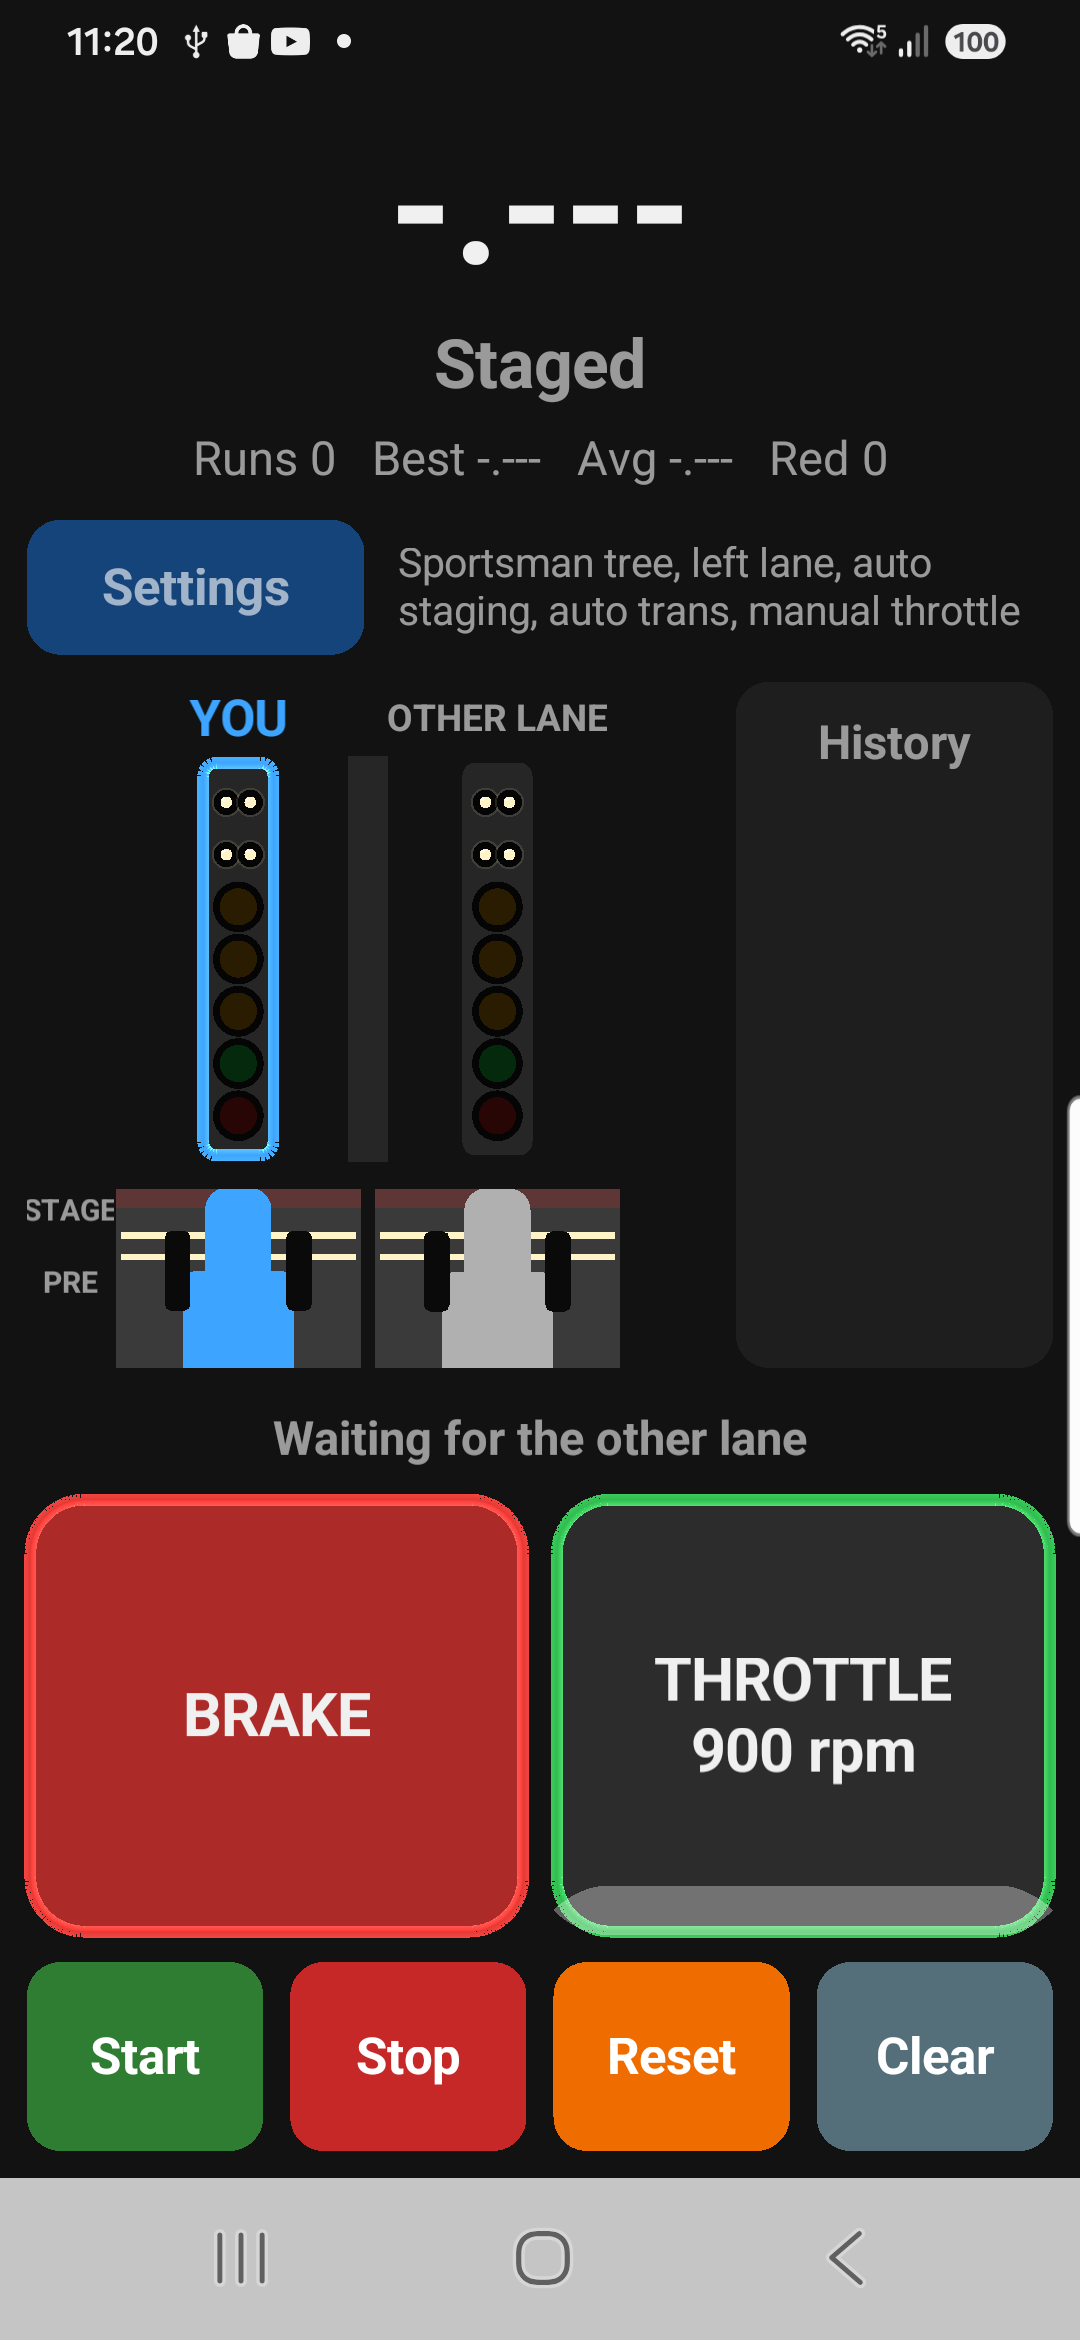 11:20
5
100
-.---
Staged
Runs 0 Best -.--- Avg -.--- Red 0
Settings
Sportsman tree, left lane, auto
staging, auto trans, manual throttle
YOU
OTHER LANE
History
STAGE
PRE
Waiting for the other lane
BRAKE
THROTTLE
900 rpm
Start
Stop
Reset
Clear